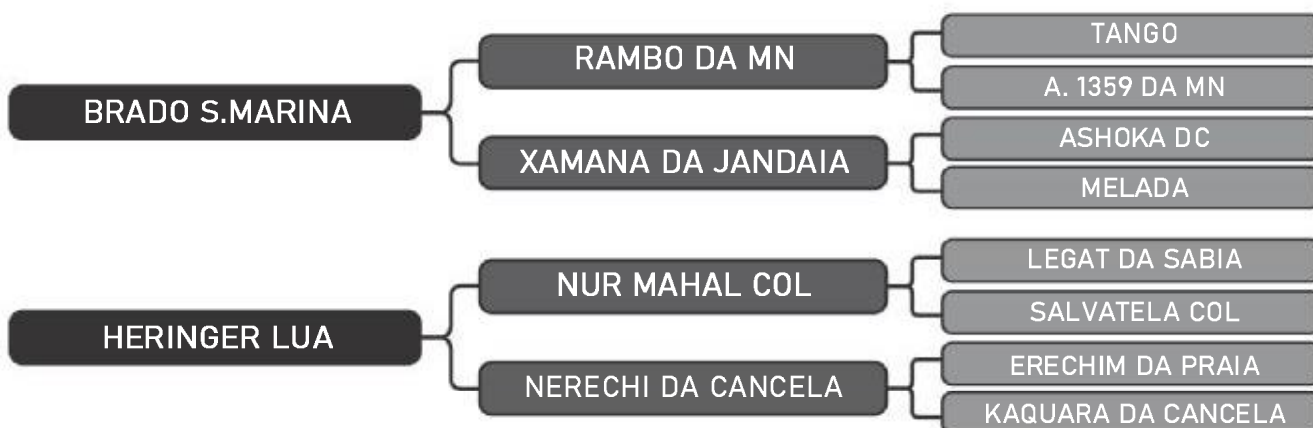 BRADO S.MARINA
RAMBO DA MN
TANGO
A. 1359 DA MN
XAMANA DA JANDAIA
ASHOKA DC
MELADA
HERINGER LUA
NUR MAHAL COL
LEGAT DA SABIA
SALVATELA COL
NERECHI DA CANCELA
ERECHIM DA PRAIA
KAQUARA DA CANCELA